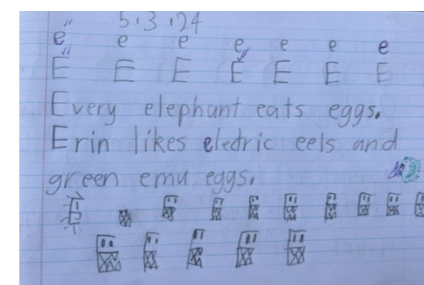 5.3.24
e e e e e e e
E E E E E E E
Every elephant eats eggs.
Erin likes eledric eels and
green emu eggs.